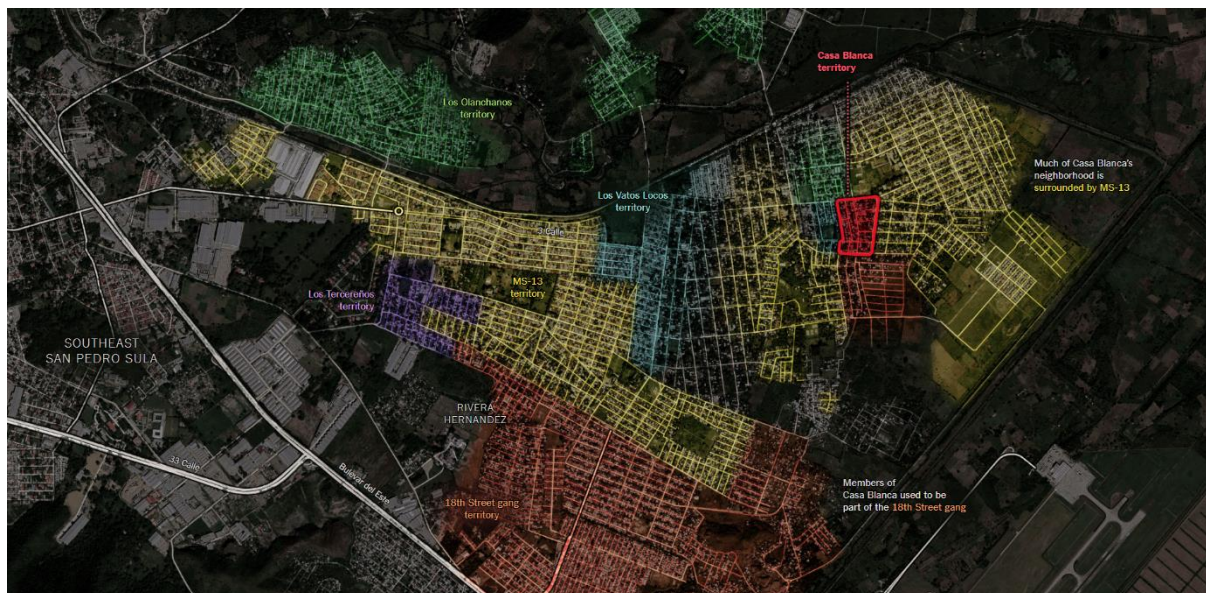 Casa Blanca
territory
Los Olanchanos
territory
Much of Casa Blanca's
neighborhood is
surrounded by MS-13
Los Vatos Locos
territory
3 Calle
MS-13
territory
Los Tercereños
territory
SOUTHEAST
SAN PEDRO SULA
RIVERA
HERNANDEZ
33 Calle
Bulevar del Este
18th Street gang
territory
Members of
Casa Blanca used to be
part of the 18th Street gang